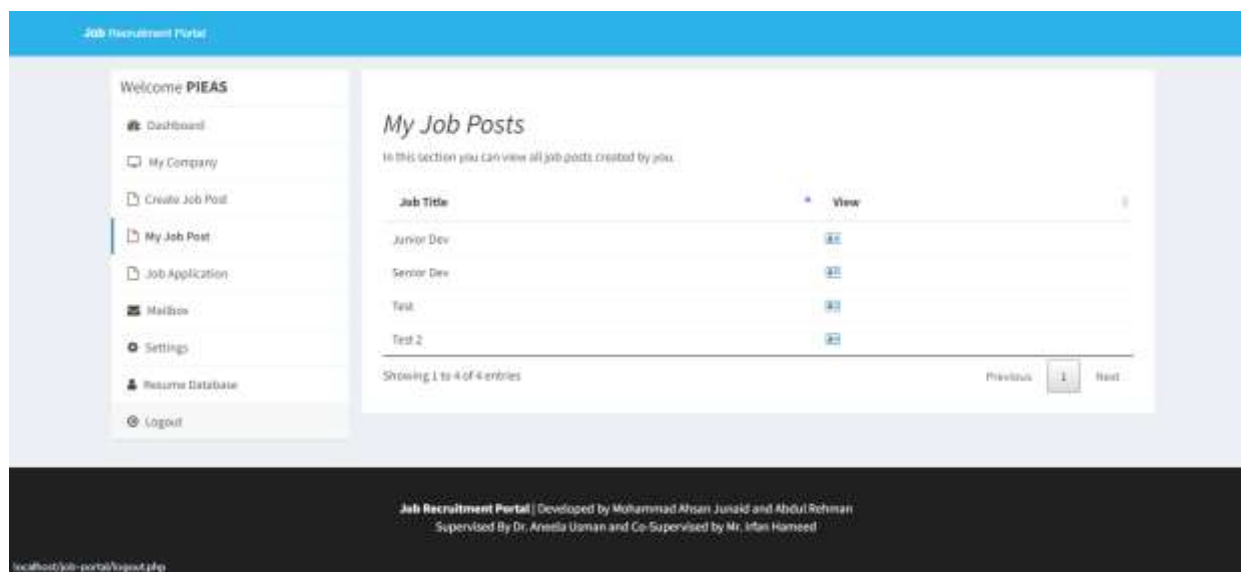 Job Recruitment Portal
Welcome PIEAS
Dashboard
My Company
Create Job Post
My Job Post
Job Application
Mailbox
Settings
Resume Database
Logout
My Job Posts
In this section you can view all job posts created by you.
Job Title View
Junior Dev
Senior Dev
Test
Test 2
Showing 1 to 4 of 4 entries
Previous 1 Next
Job Recruitment Portal | Developed by Mohammad Ahsan Junaid and Abdul Rehman
Supervised By Dr. Aneela Usman and Co-Supervised by Mr. Irfan Hameed
localhost/job-portal/logout.php